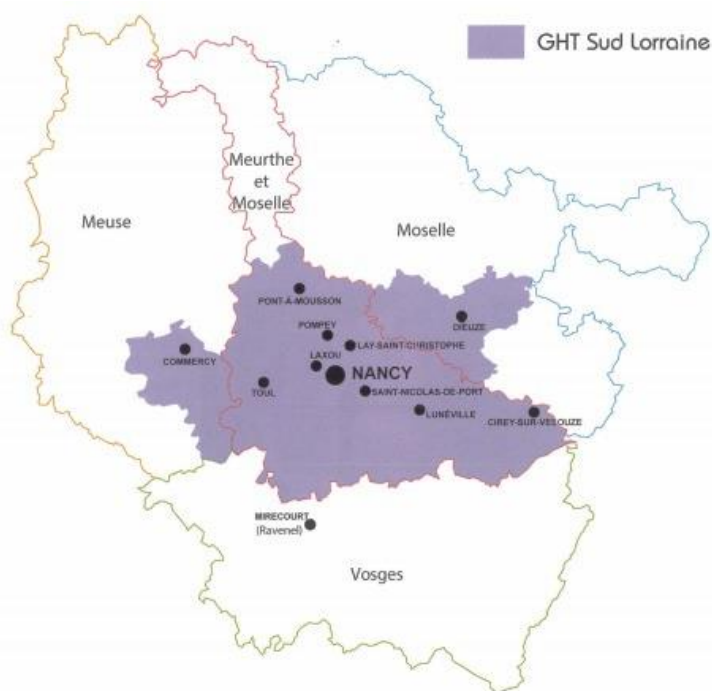 GHT Sud Lorraine
Meurthe
et
Moselle
Meuse
Moselle
PONT-À-MOUSSON
DIEUZE
POMPEY
LAY-SAINT-CHRISTOPHE
COMMERCY
LAXOU
NANCY
TOUL
SAINT-NICOLAS-DE-PORT
LUNÉVILLE
CIREY-SUR-VEZOUZE
MIRECOURT
(Ravenel)
Vosges